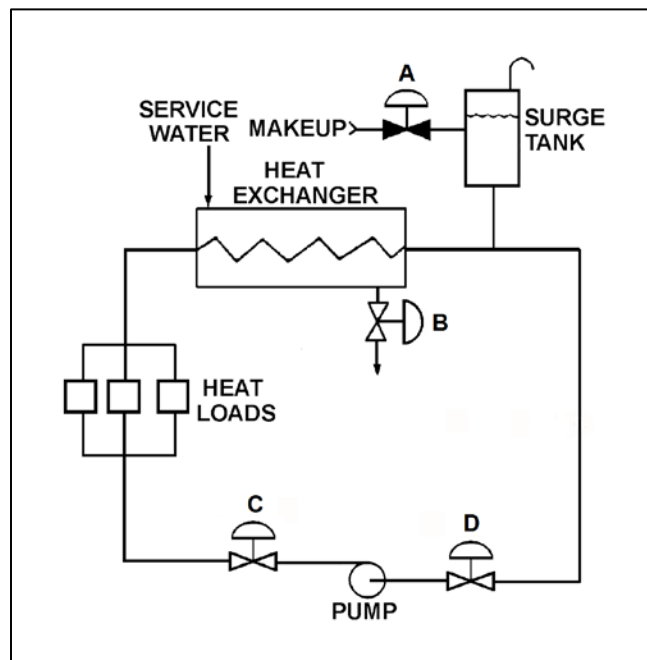 A
SERVICE
WATER
MAKEUP
SURGE
TANK
HEAT
EXCHANGER
B
HEAT
LOADS
C
D
PUMP